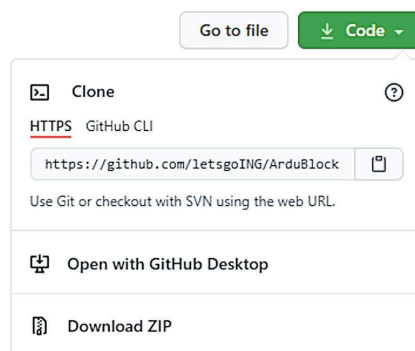 Go to file
Code
Clone
HTTPS GitHub CLI
https://github.com/letsgoING/ArduBlock
Use Git or checkout with SVN using the web URL.
Open with GitHub Desktop
Download ZIP